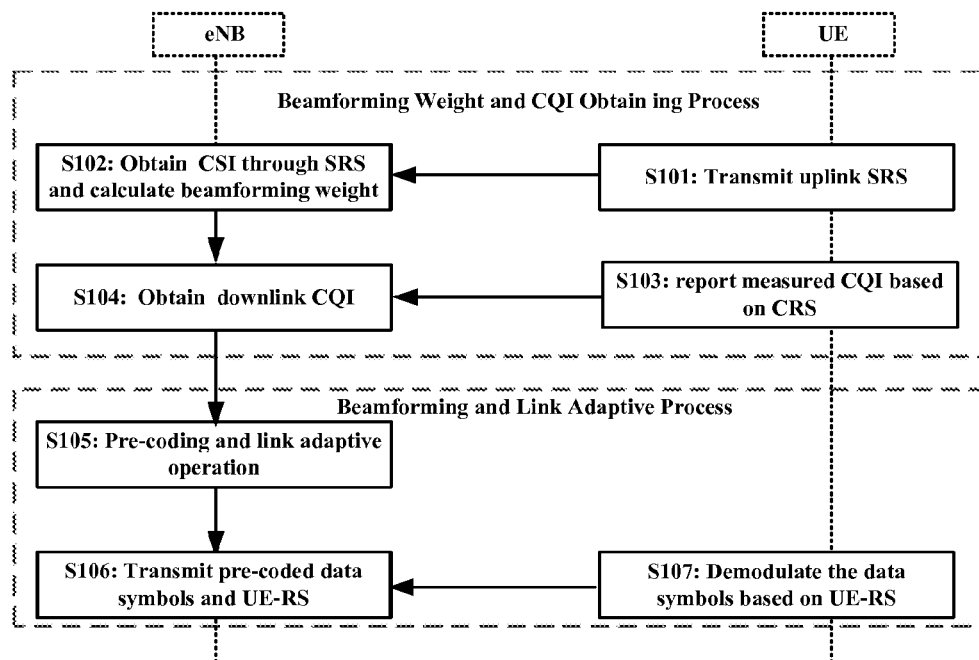 eNB
UE
Beamforming Weight and CQI Obtain ing Process
S102: Obtain CSI through SRS
and calculate beamforming weight
S101: Transmit uplink SRS
S104: Obtain downlink CQI
S103: report measured CQI based
on CRS
Beamforming and Link Adaptive Process
S105: Pre-coding and link adaptive
operation
S106: Transmit pre-coded data
symbols and UE-RS
S107: Demodulate the data
symbols based on UE-RS